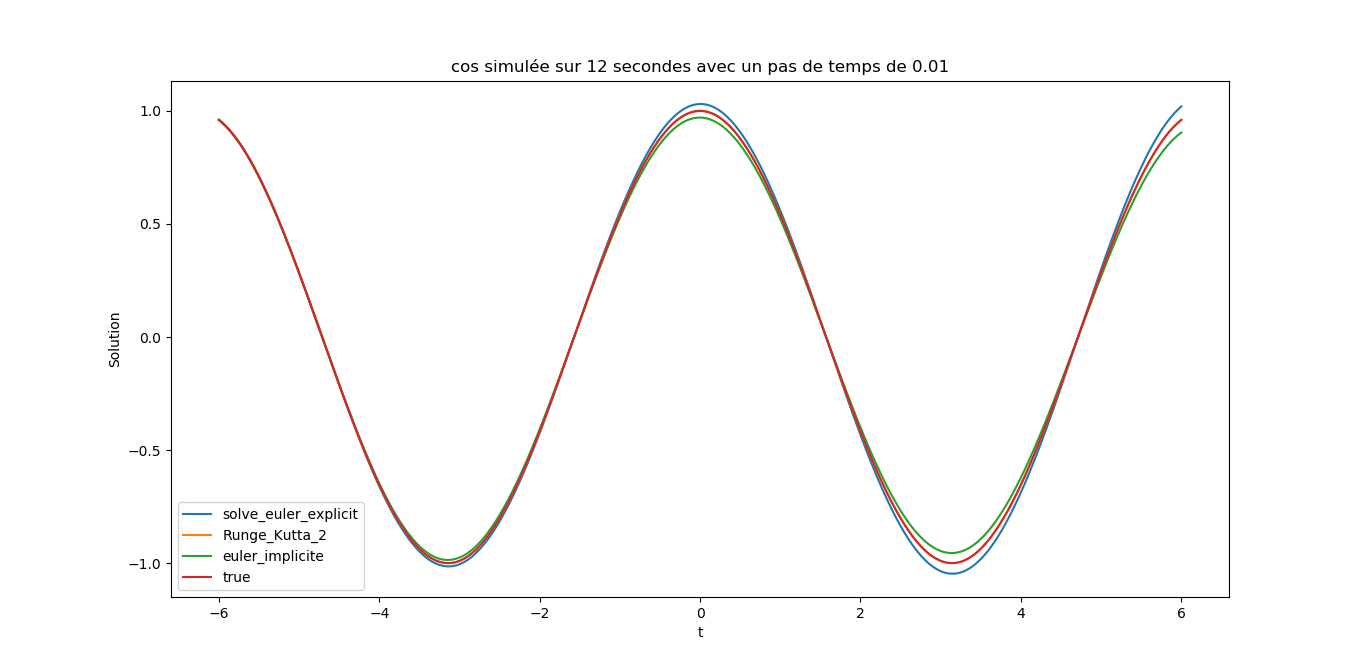 cos simulée sur 12 secondes avec un pas de temps de 0.01
1.0
0.5
0.0
−0.5
−1.0
Solution
solve_euler_explicit
Runge_Kutta_2
euler_implicite
true
−6
−4
−2
0
2
4
6
t